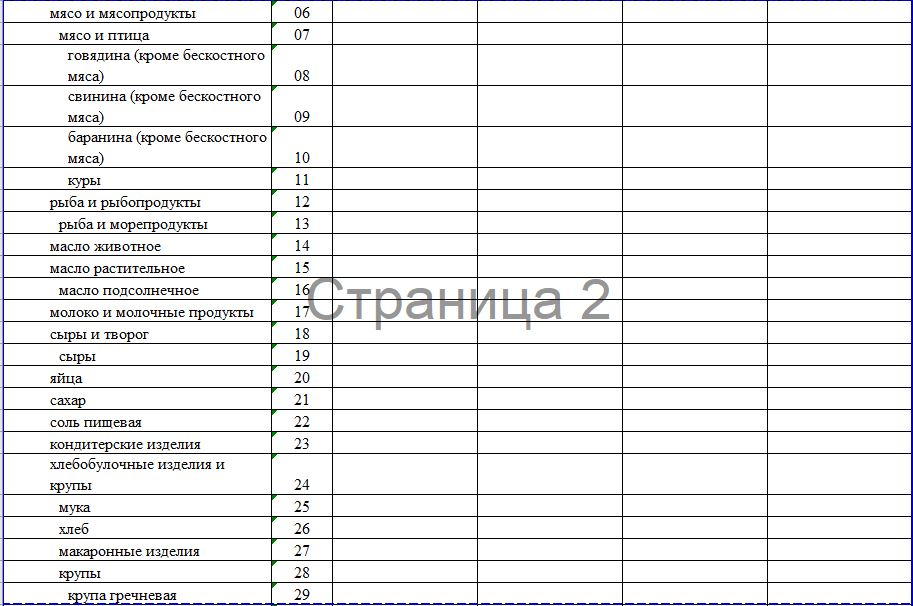 мясо и мясопродукты 06
мясо и птица 07
говядина (кроме бескостного
мяса) 08
свинина (кроме бескостного
мяса) 09
баранина (кроме бескостного
мяса) 10
куры 11
рыба и рыбопродукты 12
рыба и морепродукты 13
масло животное 14
масло растительное 15
масло подсолнечное 16
Страница 2
молоко и молочные продукты 17
сыры и творог 18
сыры 19
яйца 20
сахар 21
соль пищевая 22
кондитерские изделия 23
хлебобулочные изделия и
крупы 24
мука 25
хлеб 26
макаронные изделия 27
крупы 28
крупа гречневая 29